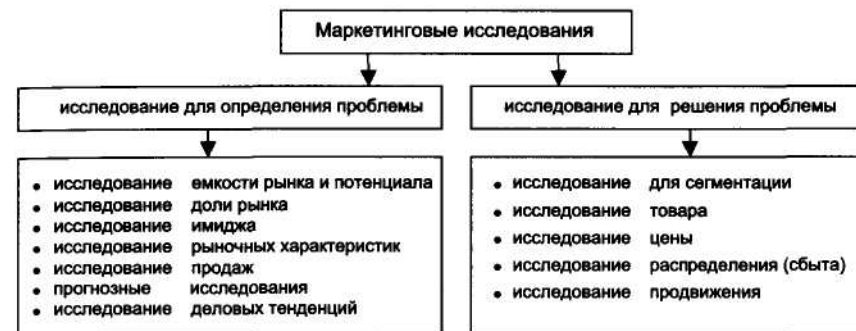 Маркетинговые исследования
исследование для определения проблемы
исследование для решения проблемы
• исследование емкости рынка и потенциала
• исследование доли рынка
• исследование имиджа
• исследование рыночных характеристик
• исследование продаж
• прогнозные исследования
• исследование деловых тенденций
• исследование для сегментации
• исследование товара
• исследование цены
• исследование распределения (сбыта)
• исследование продвижения